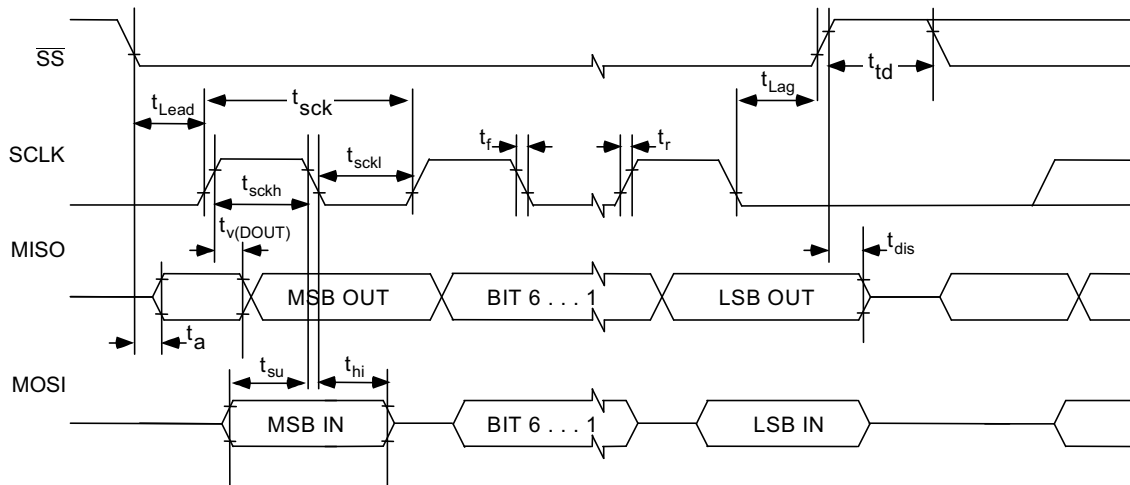 SS
t_td
t_Lag
t_Lead
t_sck
SCLK
t_f
t_r
t_sckl
t_sckh
t_v(DOUT)
MISO
t_dis
MSB OUT
BIT 6 . . . 1
LSB OUT
t_a
MOSI
t_su
t_hi
MSB IN
BIT 6 . . . 1
LSB IN